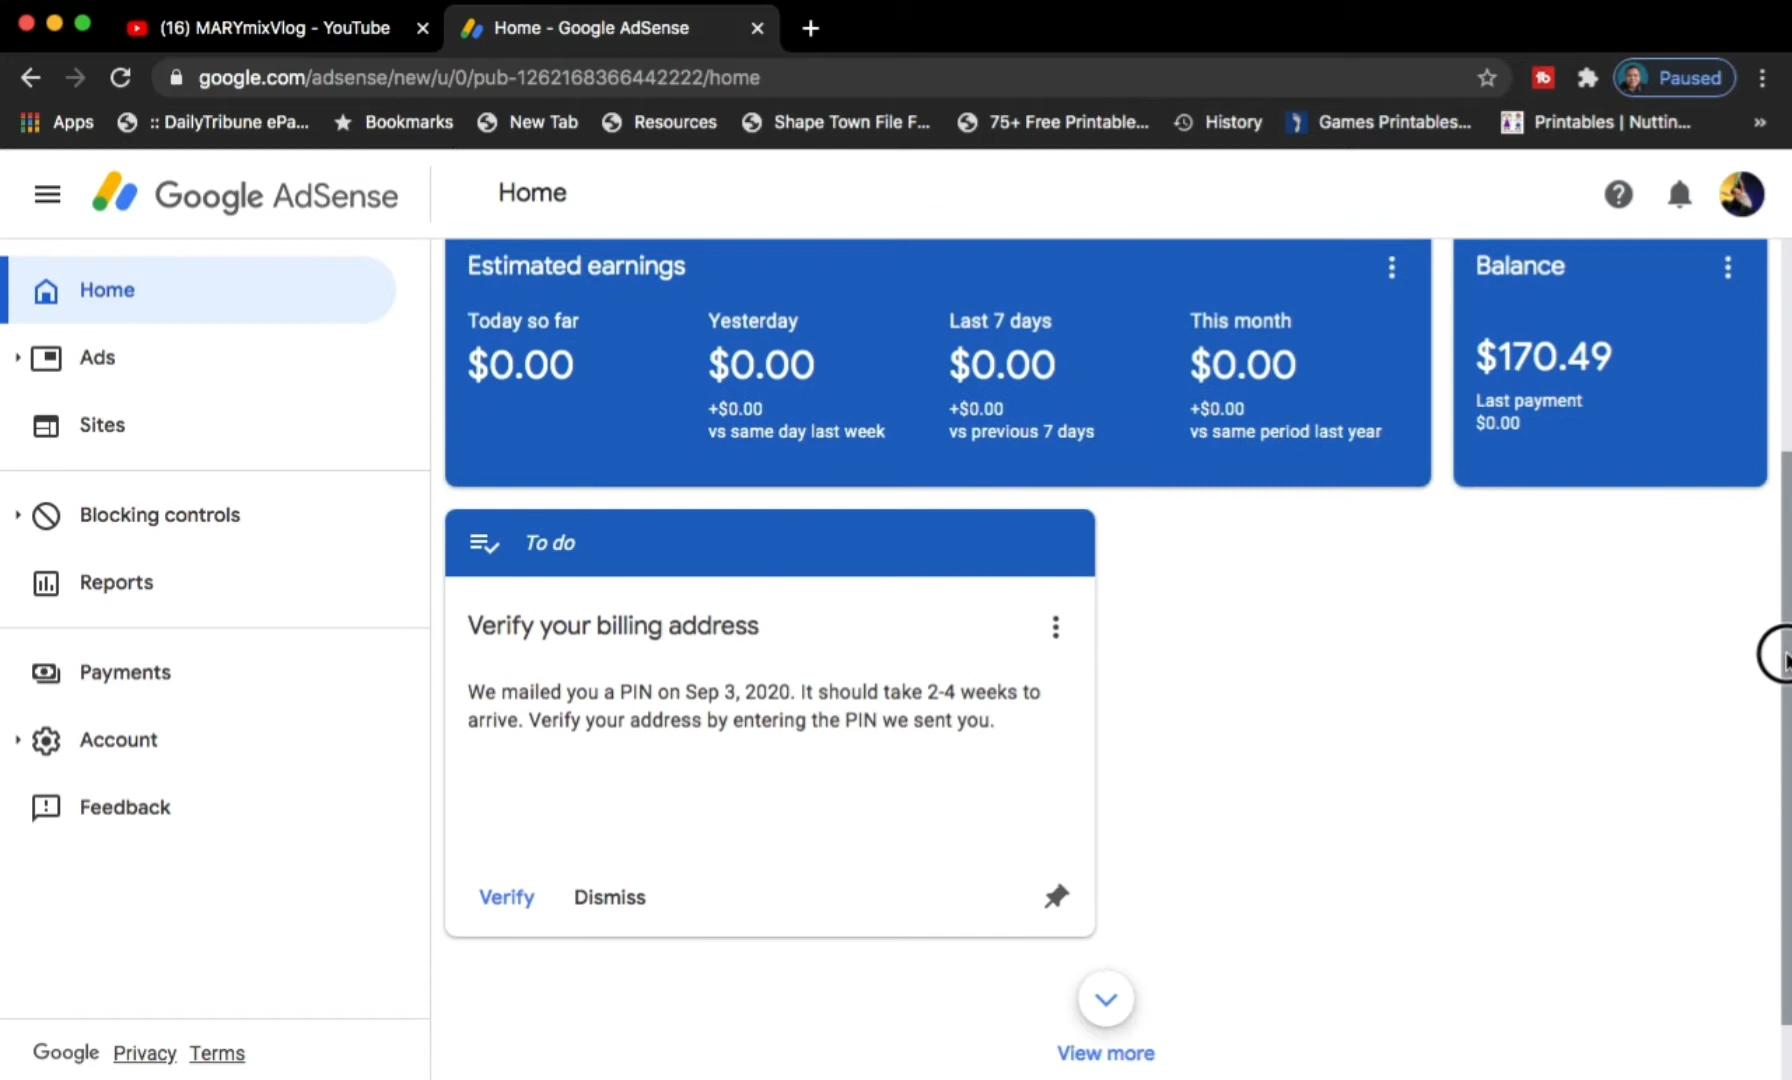 (16) MARYmixVlog - YouTube
Home - Google AdSense
google.com/adsense/new/u/0/pub-1262168366442222/home
Paused
Apps
:: DailyTribune ePa...
Bookmarks
New Tab
Resources
Shape Town File F...
75+ Free Printable...
History
Games Printables...
Printables | Nuttin...
Google AdSense
Home
Home
Ads
Sites
Blocking controls
Reports
Payments
Account
Feedback
Google Privacy Terms
Estimated earnings
Today so far
$0.00
Yesterday
$0.00
+$0.00
vs same day last week
Last 7 days
$0.00
+$0.00
vs previous 7 days
This month
$0.00
+$0.00
vs same period last year
Balance
$170.49
Last payment
$0.00
To do
Verify your billing address
We mailed you a PIN on Sep 3, 2020. It should take 2-4 weeks to
arrive. Verify your address by entering the PIN we sent you.
Verify
Dismiss
View more